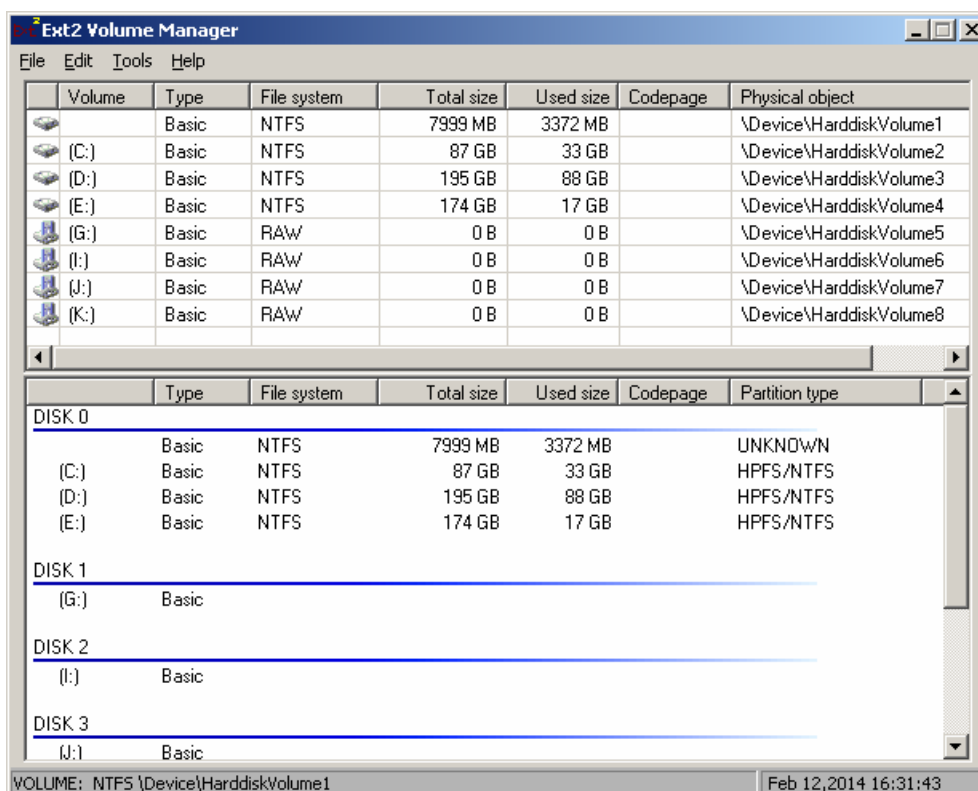 Ext2 Volume Manager
File Edit Tools Help
Volume Type File system Total size Used size Codepage Physical object
Basic NTFS 7999 MB 3372 MB \Device\HarddiskVolume1
(C:) Basic NTFS 87 GB 33 GB \Device\HarddiskVolume2
(D:) Basic NTFS 195 GB 88 GB \Device\HarddiskVolume3
(E:) Basic NTFS 174 GB 17 GB \Device\HarddiskVolume4
(G:) Basic RAW 0 B 0 B \Device\HarddiskVolume5
(I:) Basic RAW 0 B 0 B \Device\HarddiskVolume6
(J:) Basic RAW 0 B 0 B \Device\HarddiskVolume7
(K:) Basic RAW 0 B 0 B \Device\HarddiskVolume8
Type File system Total size Used size Codepage Partition type
DISK 0
Basic NTFS 7999 MB 3372 MB UNKNOWN
(C:) Basic NTFS 87 GB 33 GB HPFS/NTFS
(D:) Basic NTFS 195 GB 88 GB HPFS/NTFS
(E:) Basic NTFS 174 GB 17 GB HPFS/NTFS
DISK 1
(G:) Basic
DISK 2
(I:) Basic
DISK 3
(J:) Basic
VOLUME: NTFS \Device\HarddiskVolume1 Feb 12,2014 16:31:43